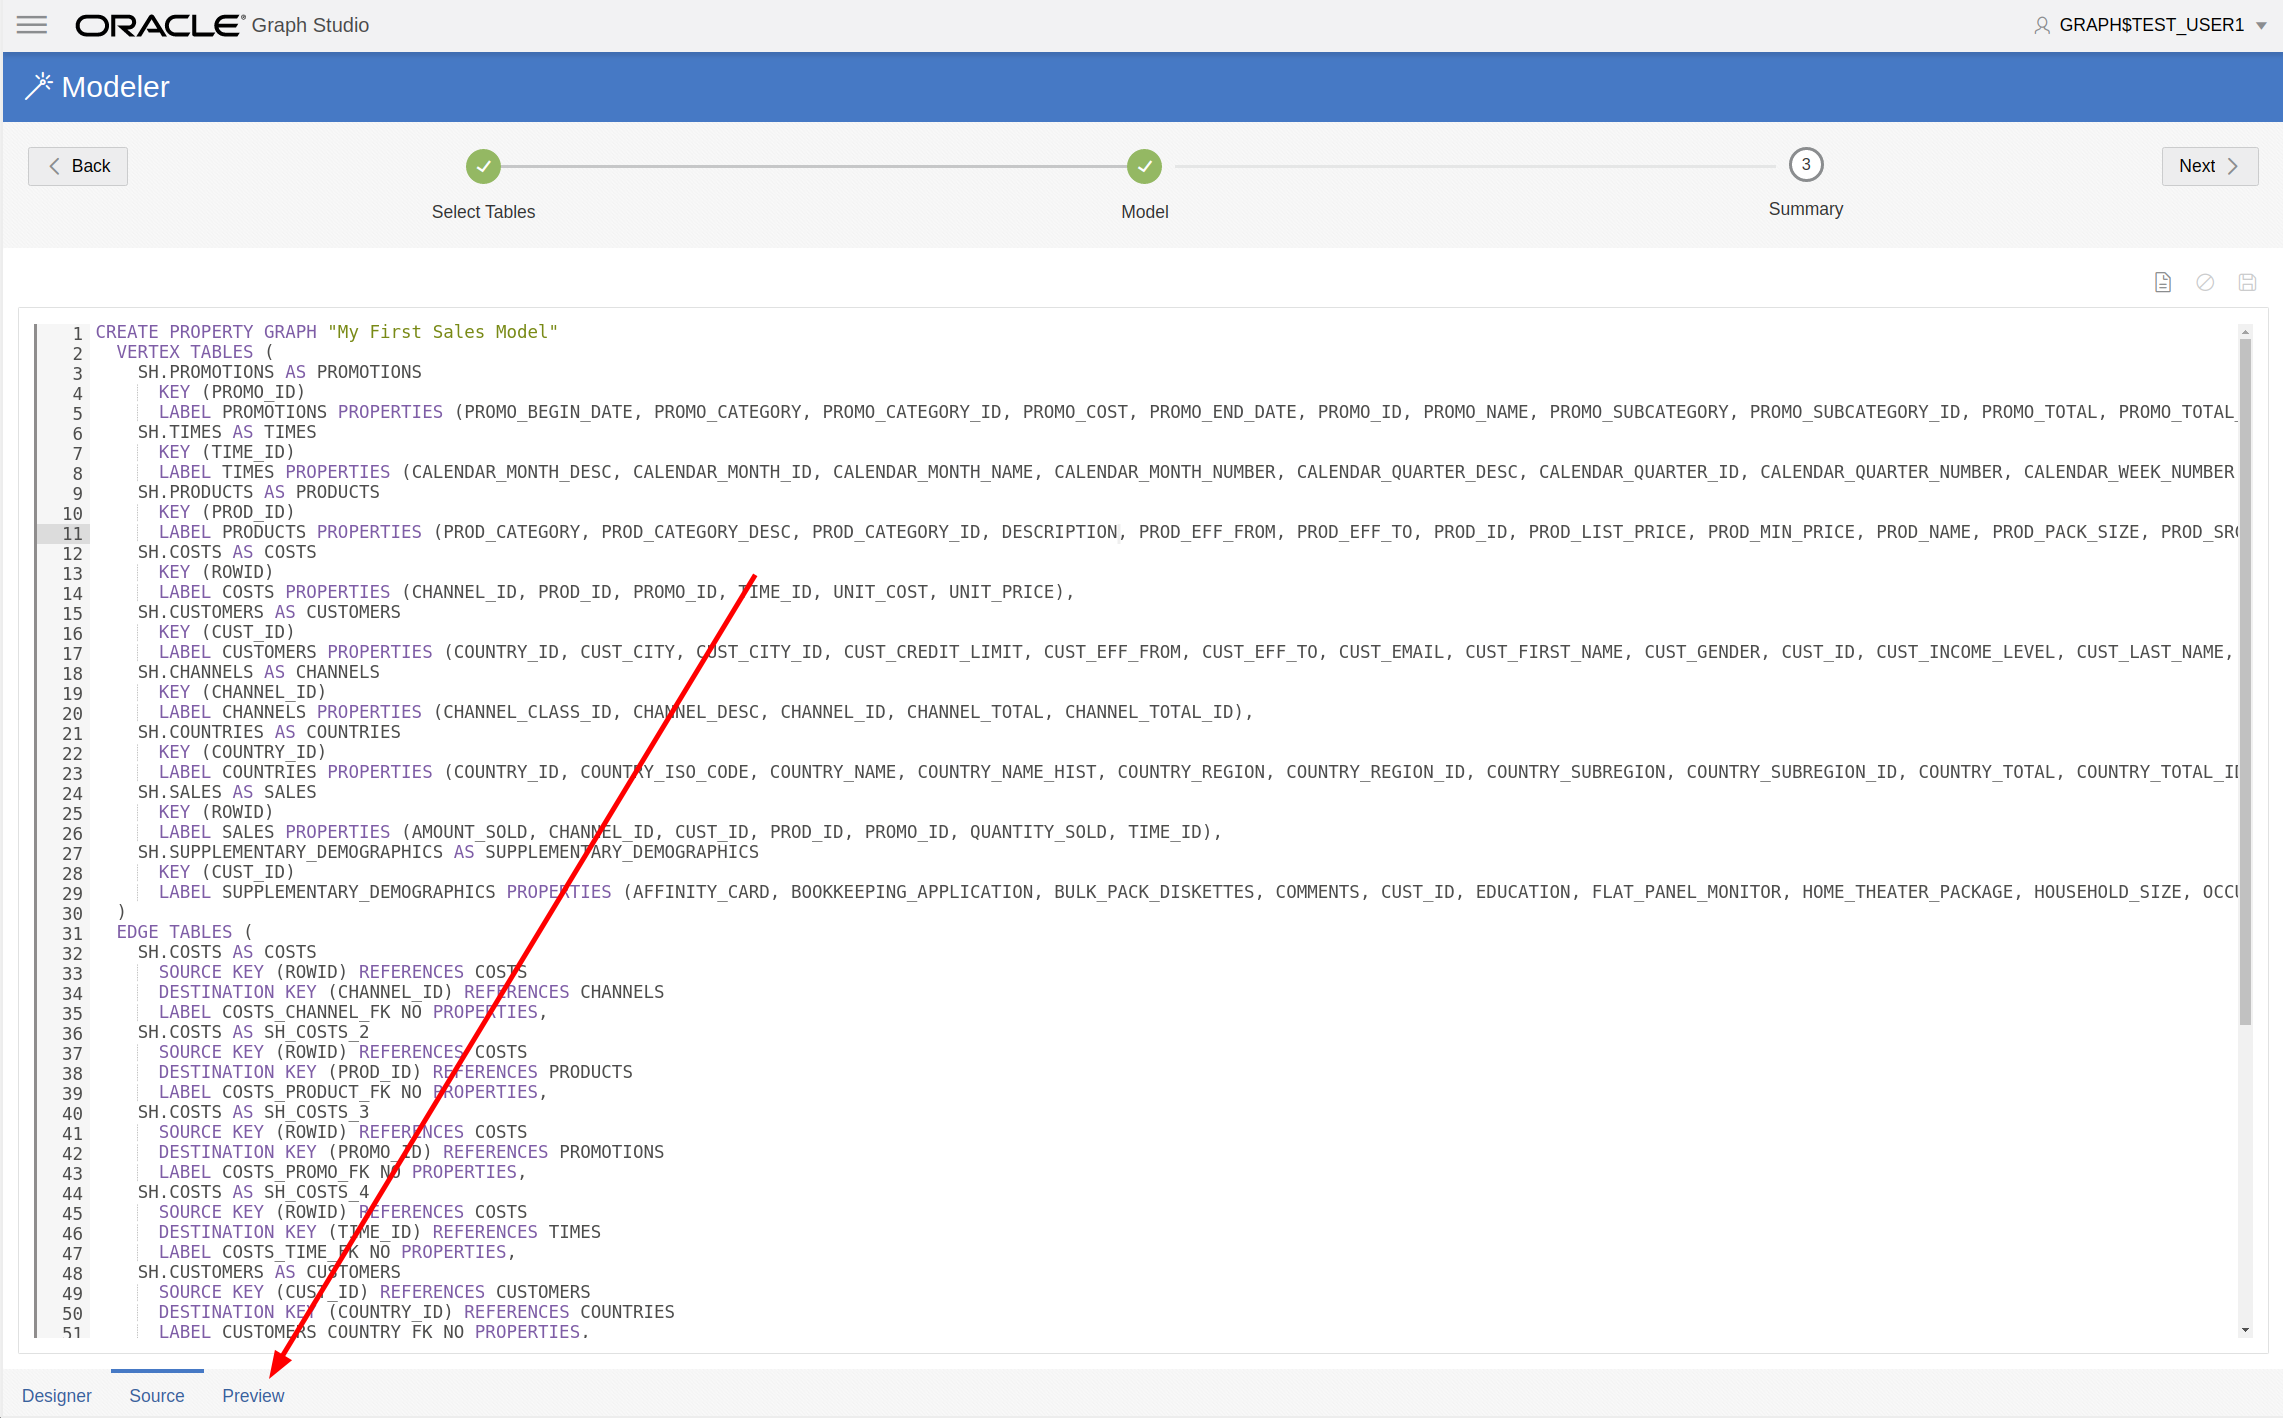 ORACLE® Graph Studio
GRAPH$TEST_USER1
Modeler
Back
Next
3
Select Tables
Model
Summary
1 CREATE PROPERTY GRAPH "My First Sales Model"
2 VERTEX TABLES (
3 SH.PROMOTIONS AS PROMOTIONS
4 KEY (PROMO_ID)
5 LABEL PROMOTIONS PROPERTIES (PROMO_BEGIN_DATE, PROMO_CATEGORY, PROMO_CATEGORY_ID, PROMO_COST, PROMO_END_DATE, PROMO_ID, PROMO_NAME, PROMO_SUBCATEGORY, PROMO_SUBCATEGORY_ID, PROMO_TOTAL, PROMO_TOTAL_
6 SH.TIMES AS TIMES
7 KEY (TIME_ID)
8 LABEL TIMES PROPERTIES (CALENDAR_MONTH_DESC, CALENDAR_MONTH_ID, CALENDAR_MONTH_NAME, CALENDAR_MONTH_NUMBER, CALENDAR_QUARTER_DESC, CALENDAR_QUARTER_ID, CALENDAR_QUARTER_NUMBER, CALENDAR_WEEK_NUMBER
9 SH.PRODUCTS AS PRODUCTS
10 KEY (PROD_ID)
11 LABEL PRODUCTS PROPERTIES (PROD_CATEGORY, PROD_CATEGORY_DESC, PROD_CATEGORY_ID, DESCRIPTION, PROD_EFF_FROM, PROD_EFF_TO, PROD_ID, PROD_LIST_PRICE, PROD_MIN_PRICE, PROD_NAME, PROD_PACK_SIZE, PROD_SRC
12 SH.COSTS AS COSTS
13 KEY (ROWID)
14 LABEL COSTS PROPERTIES (CHANNEL_ID, PROD_ID, PROMO_ID, TIME_ID, UNIT_COST, UNIT_PRICE),
15 SH.CUSTOMERS AS CUSTOMERS
16 KEY (CUST_ID)
17 LABEL CUSTOMERS PROPERTIES (COUNTRY_ID, CUST_CITY, CUST_CITY_ID, CUST_CREDIT_LIMIT, CUST_EFF_FROM, CUST_EFF_TO, CUST_EMAIL, CUST_FIRST_NAME, CUST_GENDER, CUST_ID, CUST_INCOME_LEVEL, CUST_LAST_NAME,
18 SH.CHANNELS AS CHANNELS
19 KEY (CHANNEL_ID)
20 LABEL CHANNELS PROPERTIES (CHANNEL_CLASS_ID, CHANNEL_DESC, CHANNEL_ID, CHANNEL_TOTAL, CHANNEL_TOTAL_ID),
21 SH.COUNTRIES AS COUNTRIES
22 KEY (COUNTRY_ID)
23 LABEL COUNTRIES PROPERTIES (COUNTRY_ID, COUNTRY_ISO_CODE, COUNTRY_NAME, COUNTRY_NAME_HIST, COUNTRY_REGION, COUNTRY_REGION_ID, COUNTRY_SUBREGION, COUNTRY_SUBREGION_ID, COUNTRY_TOTAL, COUNTRY_TOTAL_ID
24 SH.SALES AS SALES
25 KEY (ROWID)
26 LABEL SALES PROPERTIES (AMOUNT_SOLD, CHANNEL_ID, CUST_ID, PROD_ID, PROMO_ID, QUANTITY_SOLD, TIME_ID),
27 SH.SUPPLEMENTARY_DEMOGRAPHICS AS SUPPLEMENTARY_DEMOGRAPHICS
28 KEY (CUST_ID)
29 LABEL SUPPLEMENTARY_DEMOGRAPHICS PROPERTIES (AFFINITY_CARD, BOOKKEEPING_APPLICATION, BULK_PACK_DISKETTES, COMMENTS, CUST_ID, EDUCATION, FLAT_PANEL_MONITOR, HOME_THEATER_PACKAGE, HOUSEHOLD_SIZE, OCCU
30 )
31 EDGE TABLES (
32 SH.COSTS AS COSTS
33 SOURCE KEY (ROWID) REFERENCES COSTS
34 DESTINATION KEY (CHANNEL_ID) REFERENCES CHANNELS
35 LABEL COSTS_CHANNEL_FK NO PROPERTIES,
36 SH.COSTS AS SH_COSTS_2
37 SOURCE KEY (ROWID) REFERENCES COSTS
38 DESTINATION KEY (PROD_ID) REFERENCES PRODUCTS
39 LABEL COSTS_PRODUCT_FK NO PROPERTIES,
40 SH.COSTS AS SH_COSTS_3
41 SOURCE KEY (ROWID) REFERENCES COSTS
42 DESTINATION KEY (PROMO_ID) REFERENCES PROMOTIONS
43 LABEL COSTS_PROMO_FK NO PROPERTIES,
44 SH.COSTS AS SH_COSTS_4
45 SOURCE KEY (ROWID) REFERENCES COSTS
46 DESTINATION KEY (TIME_ID) REFERENCES TIMES
47 LABEL COSTS_TIME_FK NO PROPERTIES,
48 SH.CUSTOMERS AS CUSTOMERS
49 SOURCE KEY (CUST_ID) REFERENCES CUSTOMERS
50 DESTINATION KEY (COUNTRY_ID) REFERENCES COUNTRIES
51 LABEL CUSTOMERS_COUNTRY_FK NO PROPERTIES,
Designer
Source
Preview